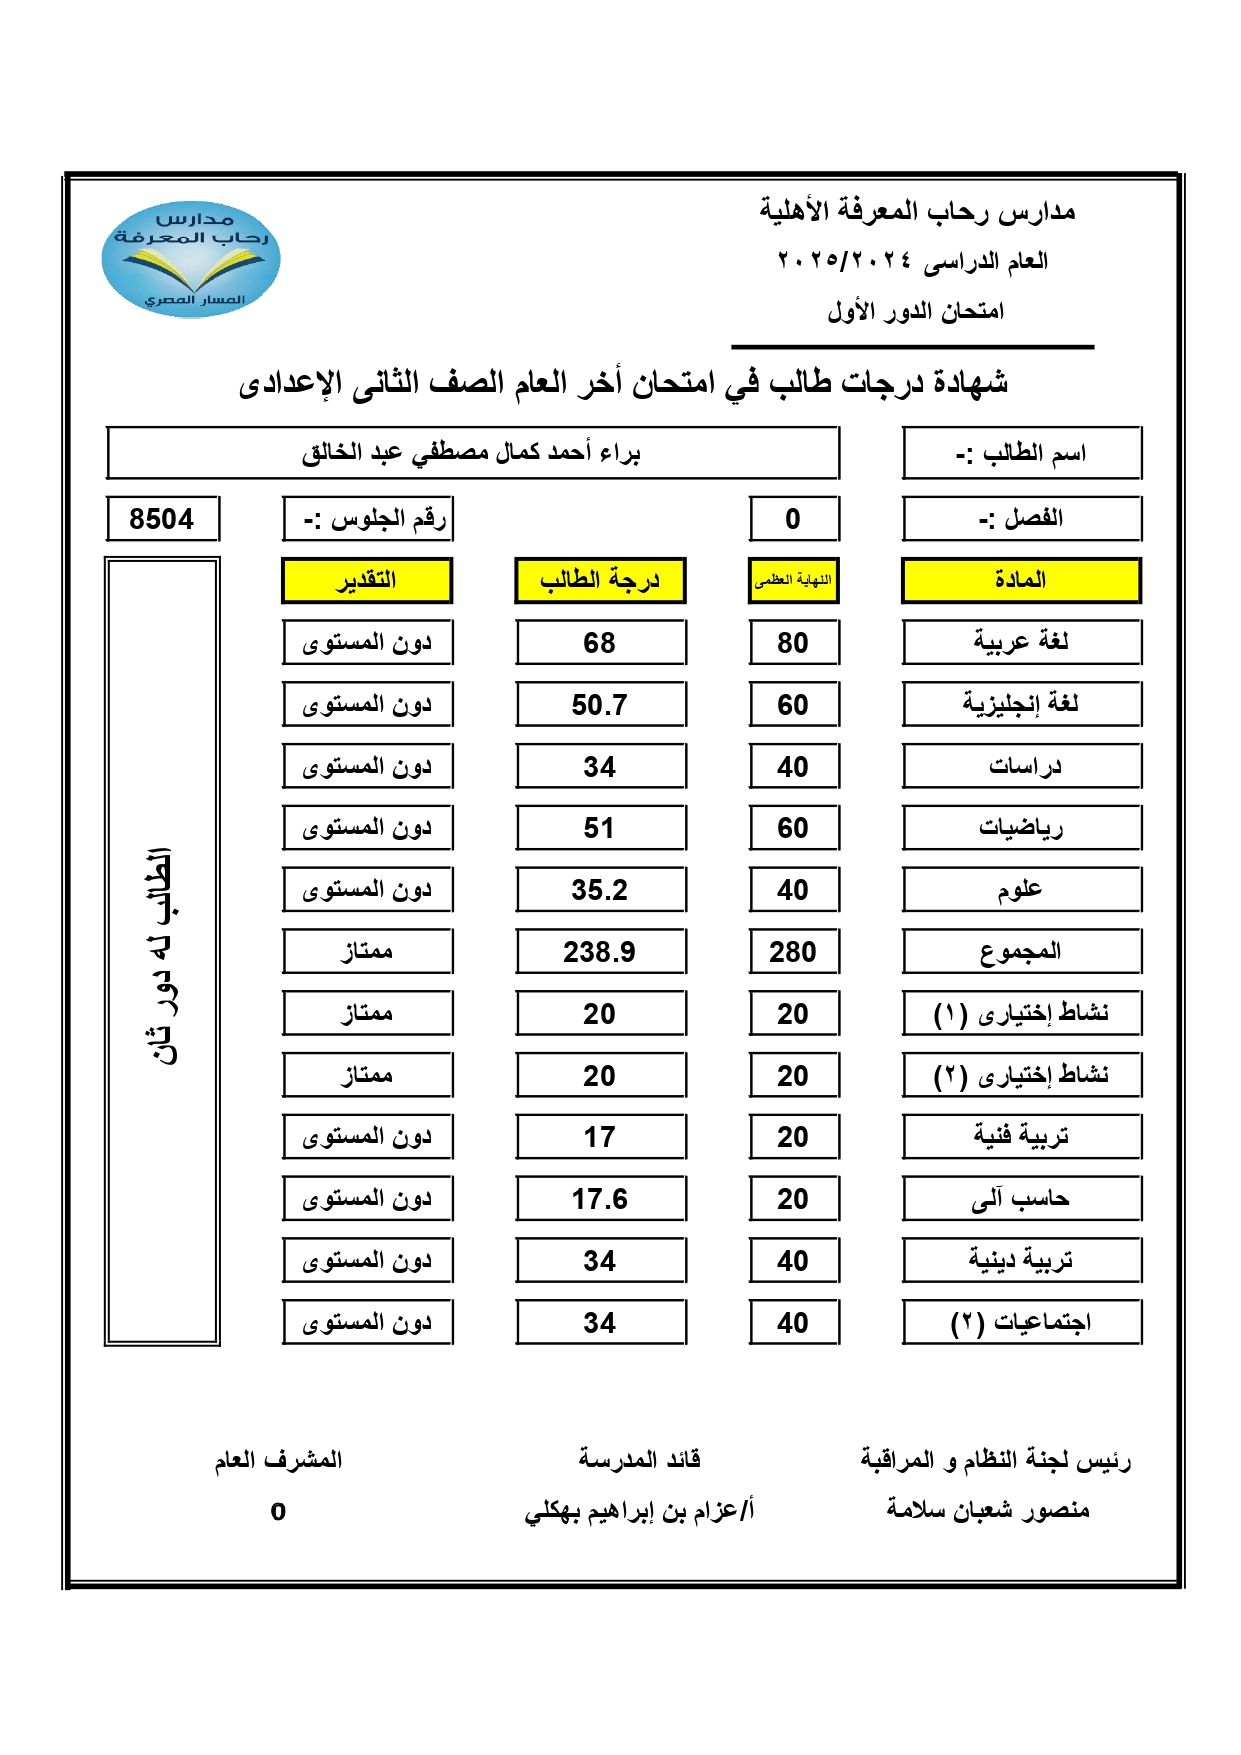 مدارس رحاب المعرفة الأهلية
العام الدراسى ٢٠٢٥/٢٠٢٤
امتحان الدور الأول
مدارس
رحاب المعرفة
المسار المصري
شهادة درجات طالب في امتحان أخر العام الصف الثانى الإعدادى
اسم الطالب :- براء أحمد كمال مصطفي عبد الخالق
الفصل :- 0 رقم الجلوس :- 8504
المادة النهاية العظمى درجة الطالب التقدير
لغة عربية 80 68 دون المستوى
لغة إنجليزية 60 50.7 دون المستوى
دراسات 40 34 دون المستوى
رياضيات 60 51 دون المستوى
علوم 40 35.2 دون المستوى
المجموع 280 238.9 ممتاز
نشاط إختيارى (١) 20 20 ممتاز
نشاط إختيارى (٢) 20 20 ممتاز
تربية فنية 20 17 دون المستوى
حاسب آلى 20 17.6 دون المستوى
تربية دينية 40 34 دون المستوى
اجتماعيات (٢) 40 34 دون المستوى
الطالب له دور ثان
رئيس لجنة النظام و المراقبة قائد المدرسة المشرف العام
منصور شعبان سلامة أ/عزام بن إبراهيم بهكلي 0